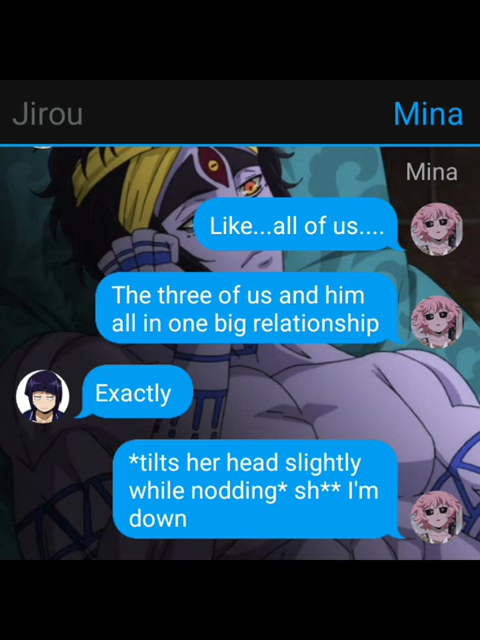 Jirou Mina
Mina
Like...all of us....
The three of us and him
all in one big relationship
Exactly
*tilts her head slightly
while nodding* sh** I'm
down